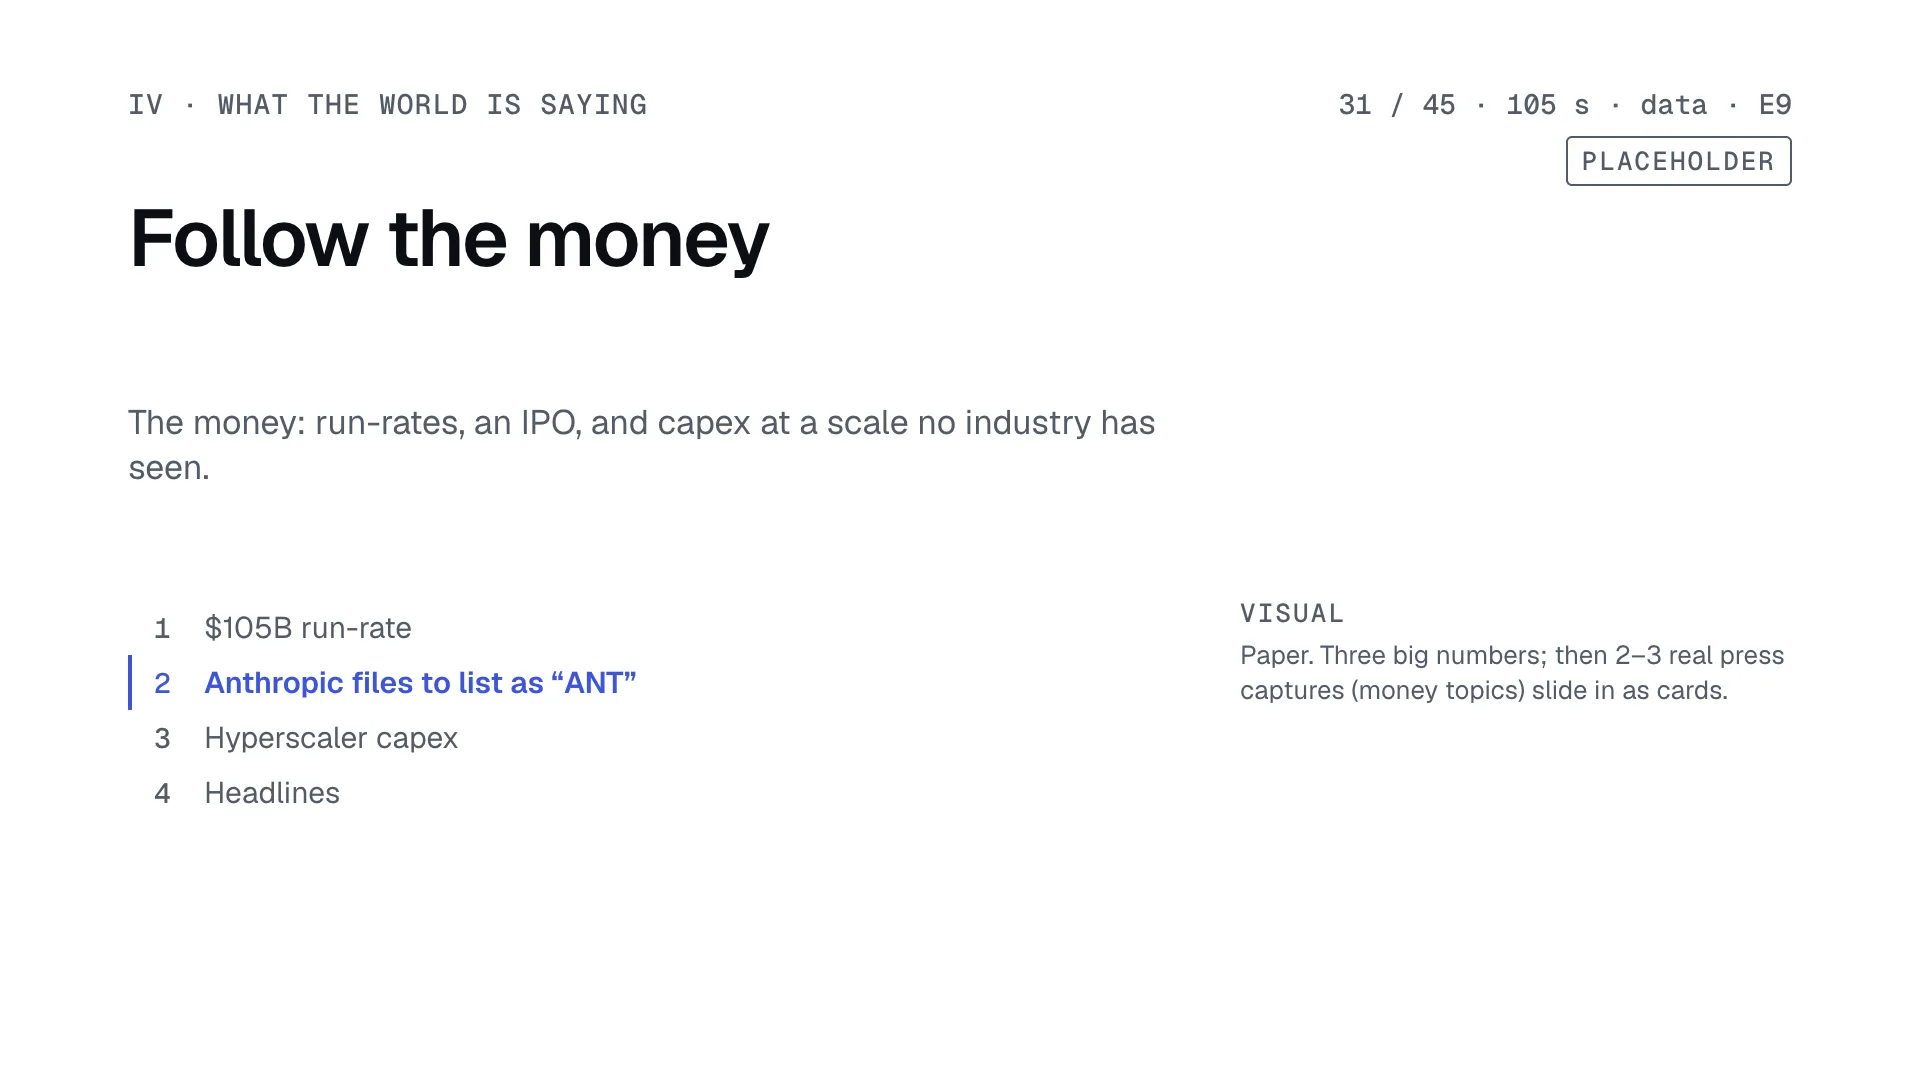 IV · WHAT THE WORLD IS SAYING
31 / 45 · 105 s · data · E9
PLACEHOLDER
Follow the money
The money: run-rates, an IPO, and capex at a scale no industry has
seen.
1 $105B run-rate
2 Anthropic files to list as “ANT”
3 Hyperscaler capex
4 Headlines
VISUAL
Paper. Three big numbers; then 2–3 real press
captures (money topics) slide in as cards.